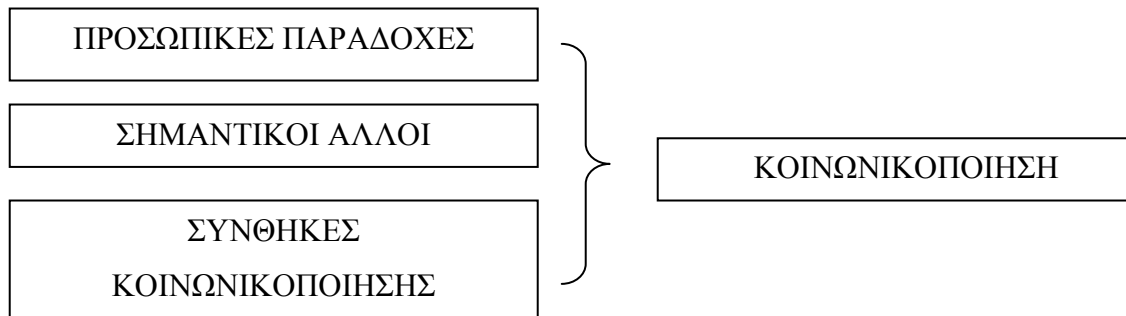 ΠΡΟΣΩΠΙΚΕΣ ΠΑΡΑΔΟΧΕΣ
ΣΗΜΑΝΤΙΚΟΙ ΑΛΛΟΙ
ΣΥΝΘΗΚΕΣ
ΚΟΙΝΩΝΙΚΟΠΟΙΗΣΗΣ
ΚΟΙΝΩΝΙΚΟΠΟΙΗΣΗ